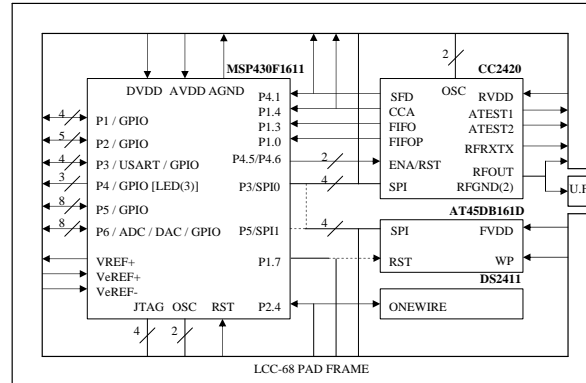 MSP430F1611
DVDD AVDD AGND
4 P1 / GPIO
5 P2 / GPIO
4 P3 / USART / GPIO
3 P4 / GPIO [LED(3)]
8 P5 / GPIO
8 P6 / ADC / DAC / GPIO
VREF+
VeREF+
VeREF-
JTAG OSC RST
4 2
P4.1
P1.4
P1.3
P1.0
P4.5/P4.6 2
P3/SPI0 4
P5/SPI1 4
P1.7
P2.4
2
CC2420
OSC
SFD RVDD
CCA ATEST1
FIFO ATEST2
FIFOP RFRXTX
ENA/RST RFOUT
SPI RFGND(2)
U.F
AT45DB161D
SPI FVDD
RST WP
DS2411
ONEWIRE
LCC-68 PAD FRAME